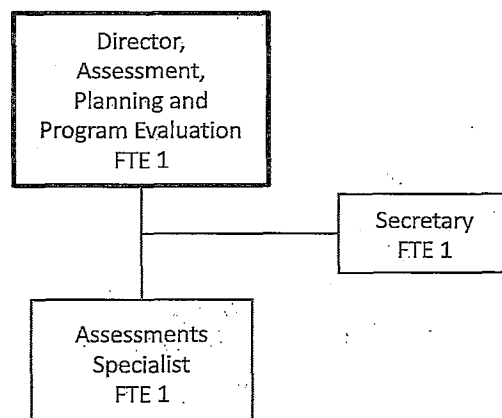 Director,
Assessment,
Planning and
Program Evaluation
FTE 1
Secretary
FTE 1
Assessments
Specialist
FTE 1